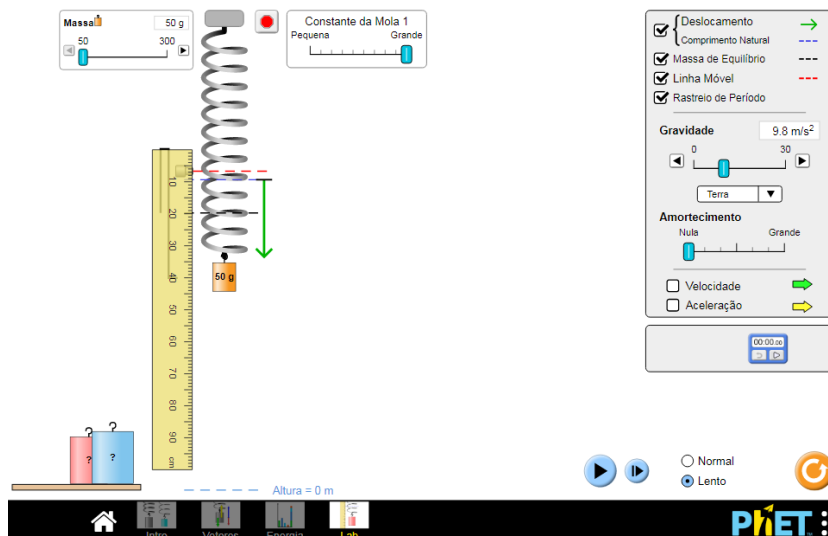 Massa
50 g
50
300
Constante da Mola 1
Pequena
Grande
Deslocamento
Comprimento Natural
Massa de Equilíbrio
Linha Móvel
Rastreio de Período
Gravidade
9.8 m/s²
0
30
Terra
Amortecimento
Nula
Grande
Velocidade
Aceleração
00:00.00
10
20
30
40
50
60
70
80
90
cm
50 g
?
?
?
?
Altura = 0 m
Normal
Lento
Intro
Vetores
Energia
Lab
PhET